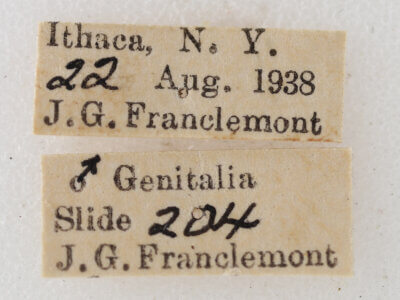 Ithaca, N. Y.
22 Aug. 1938
J. G. Franclemont
♂ Genitalia
Slide 204
J. G. Franclemont